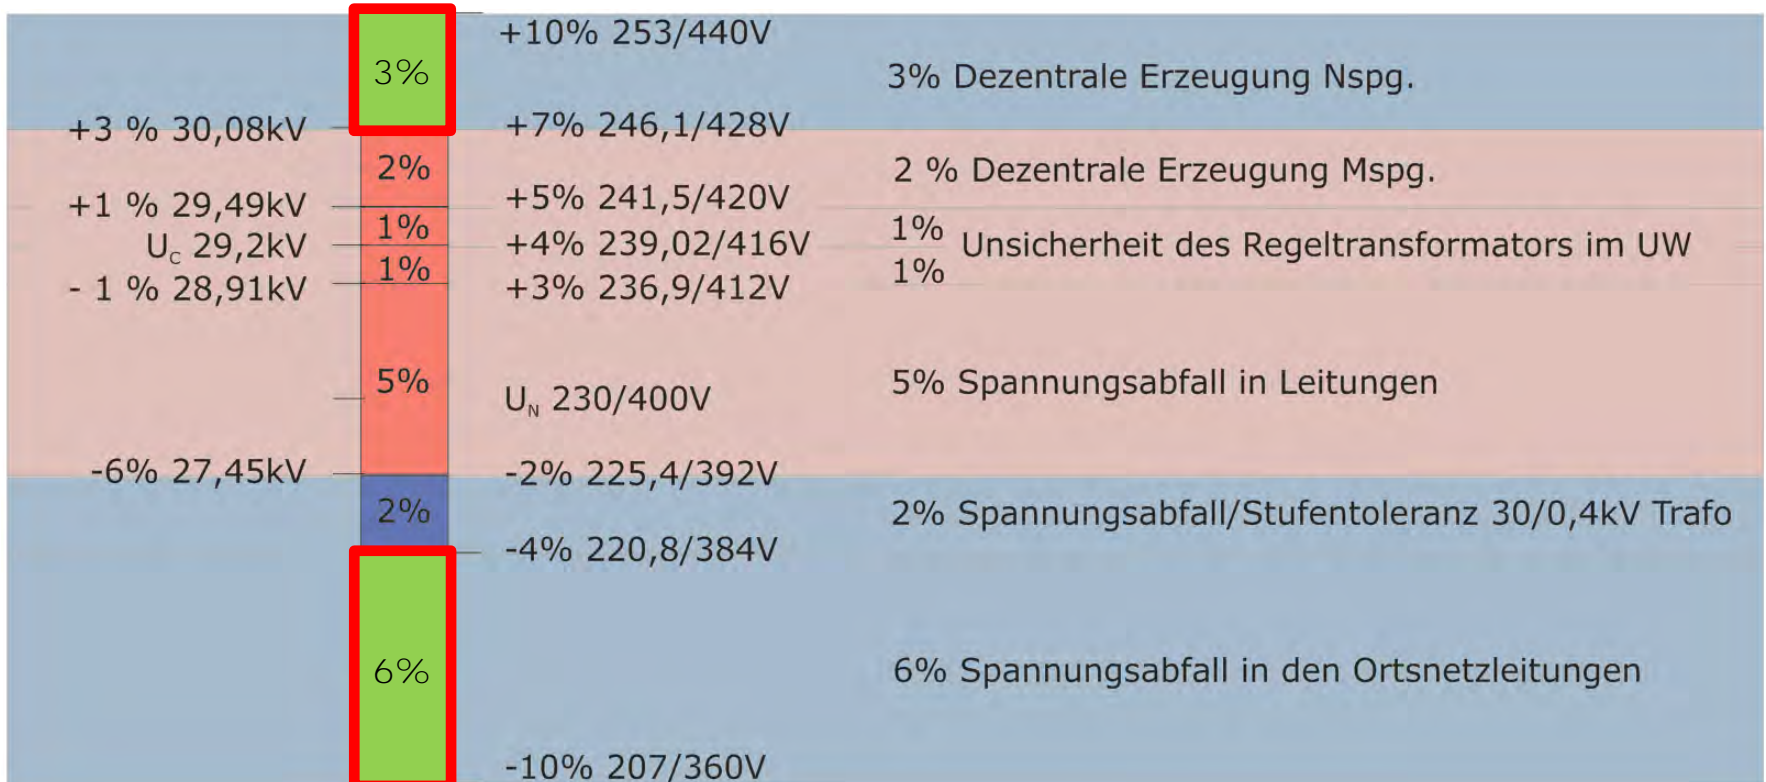 +10% 253/440V
3%
3% Dezentrale Erzeugung Nspg.
+3 % 30,08kV
+7% 246,1/428V
2%
2 % Dezentrale Erzeugung Mspg.
+1 % 29,49kV
+5% 241,5/420V
1%
1%
U_C 29,2kV
+4% 239,02/416V
Unsicherheit des Regeltransformators im UW
1%
1%
- 1 % 28,91kV
+3% 236,9/412V
5%
5% Spannungsabfall in Leitungen
U_N 230/400V
-6% 27,45kV
-2% 225,4/392V
2%
2% Spannungsabfall/Stufentoleranz 30/0,4kV Trafo
-4% 220,8/384V
6%
6% Spannungsabfall in den Ortsnetzleitungen
-10% 207/360V